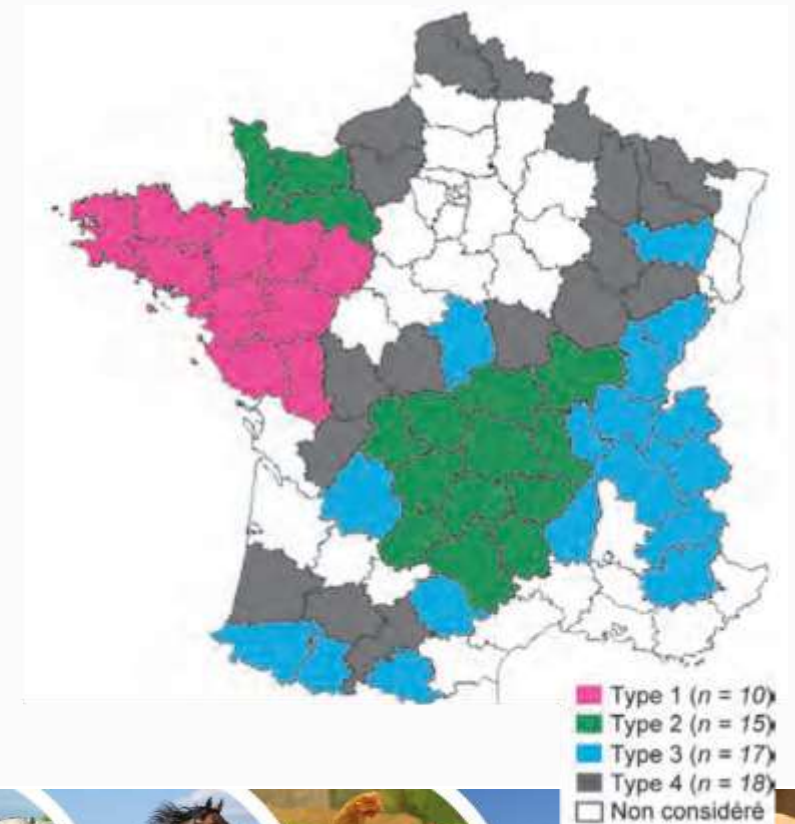 Type 1 (n = 10)
Type 2 (n = 15)
Type 3 (n = 17)
Type 4 (n = 18)
Non considéré